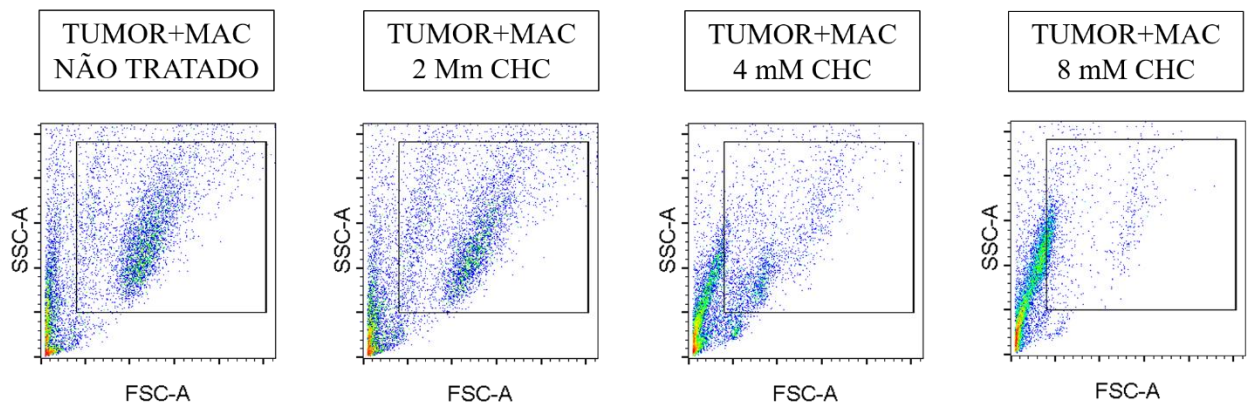 TUMOR+MAC
NÃO TRATADO
TUMOR+MAC
2 Mm CHC
TUMOR+MAC
4 mM CHC
TUMOR+MAC
8 mM CHC
SSC-A
FSC-A
SSC-A
FSC-A
SSC-A
FSC-A
SSC-A
FSC-A